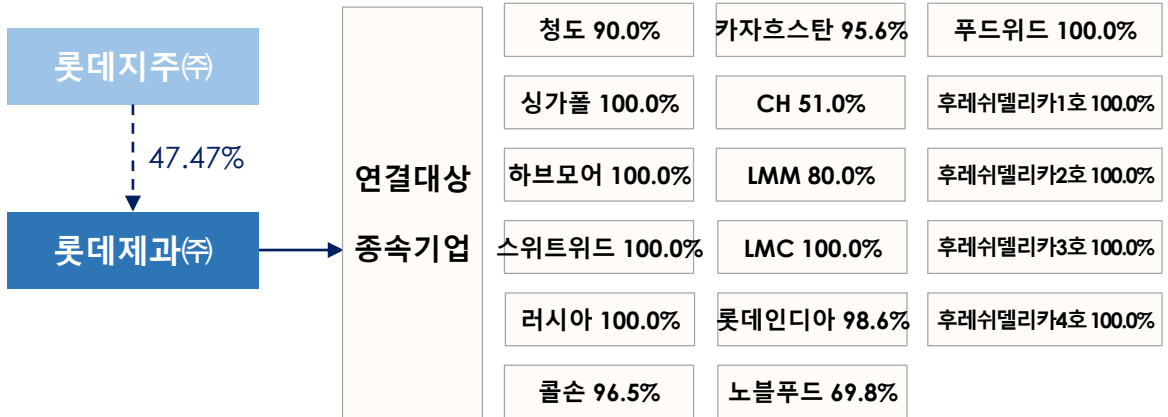 롯데지주㈜
47.47%
롯데제과㈜
연결대상
종속기업
청도 90.0%
싱가폴 100.0%
하브모어 100.0%
스위트위드 100.0%
러시아 100.0%
콜손 96.5%
카자흐스탄 95.6%
CH 51.0%
LMM 80.0%
LMC 100.0%
롯데인디아 98.6%
노블푸드 69.8%
푸드위드 100.0%
후레쉬델리카1호 100.0%
후레쉬델리카2호 100.0%
후레쉬델리카3호 100.0%
후레쉬델리카4호 100.0%